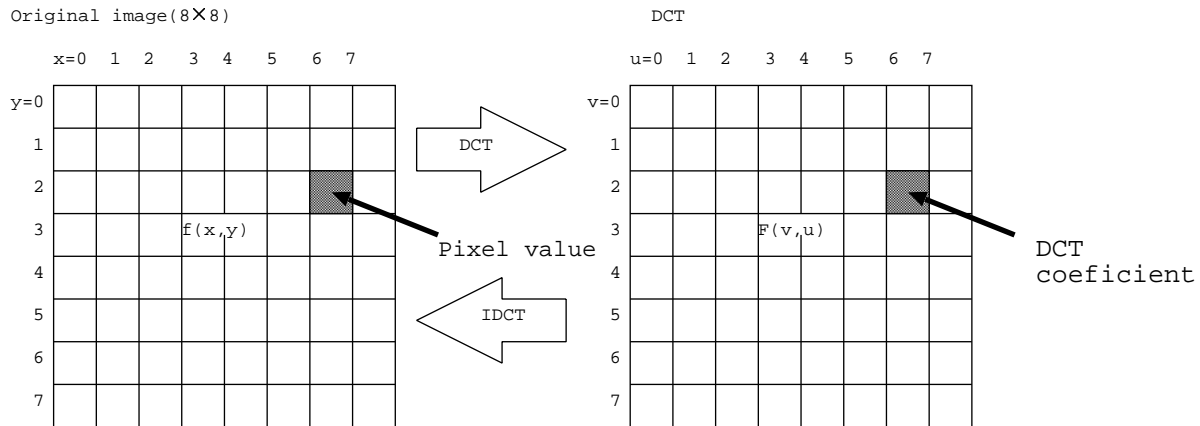 Original image(8×8)
DCT
x=0 1 2 3 4 5 6 7
u=0 1 2 3 4 5 6 7
y=0
v=0
1
1
DCT
2
2
3
f(x,y)
3
F(v,u)
Pixel value
DCT
coeficient
4
4
5
IDCT
5
6
6
7
7